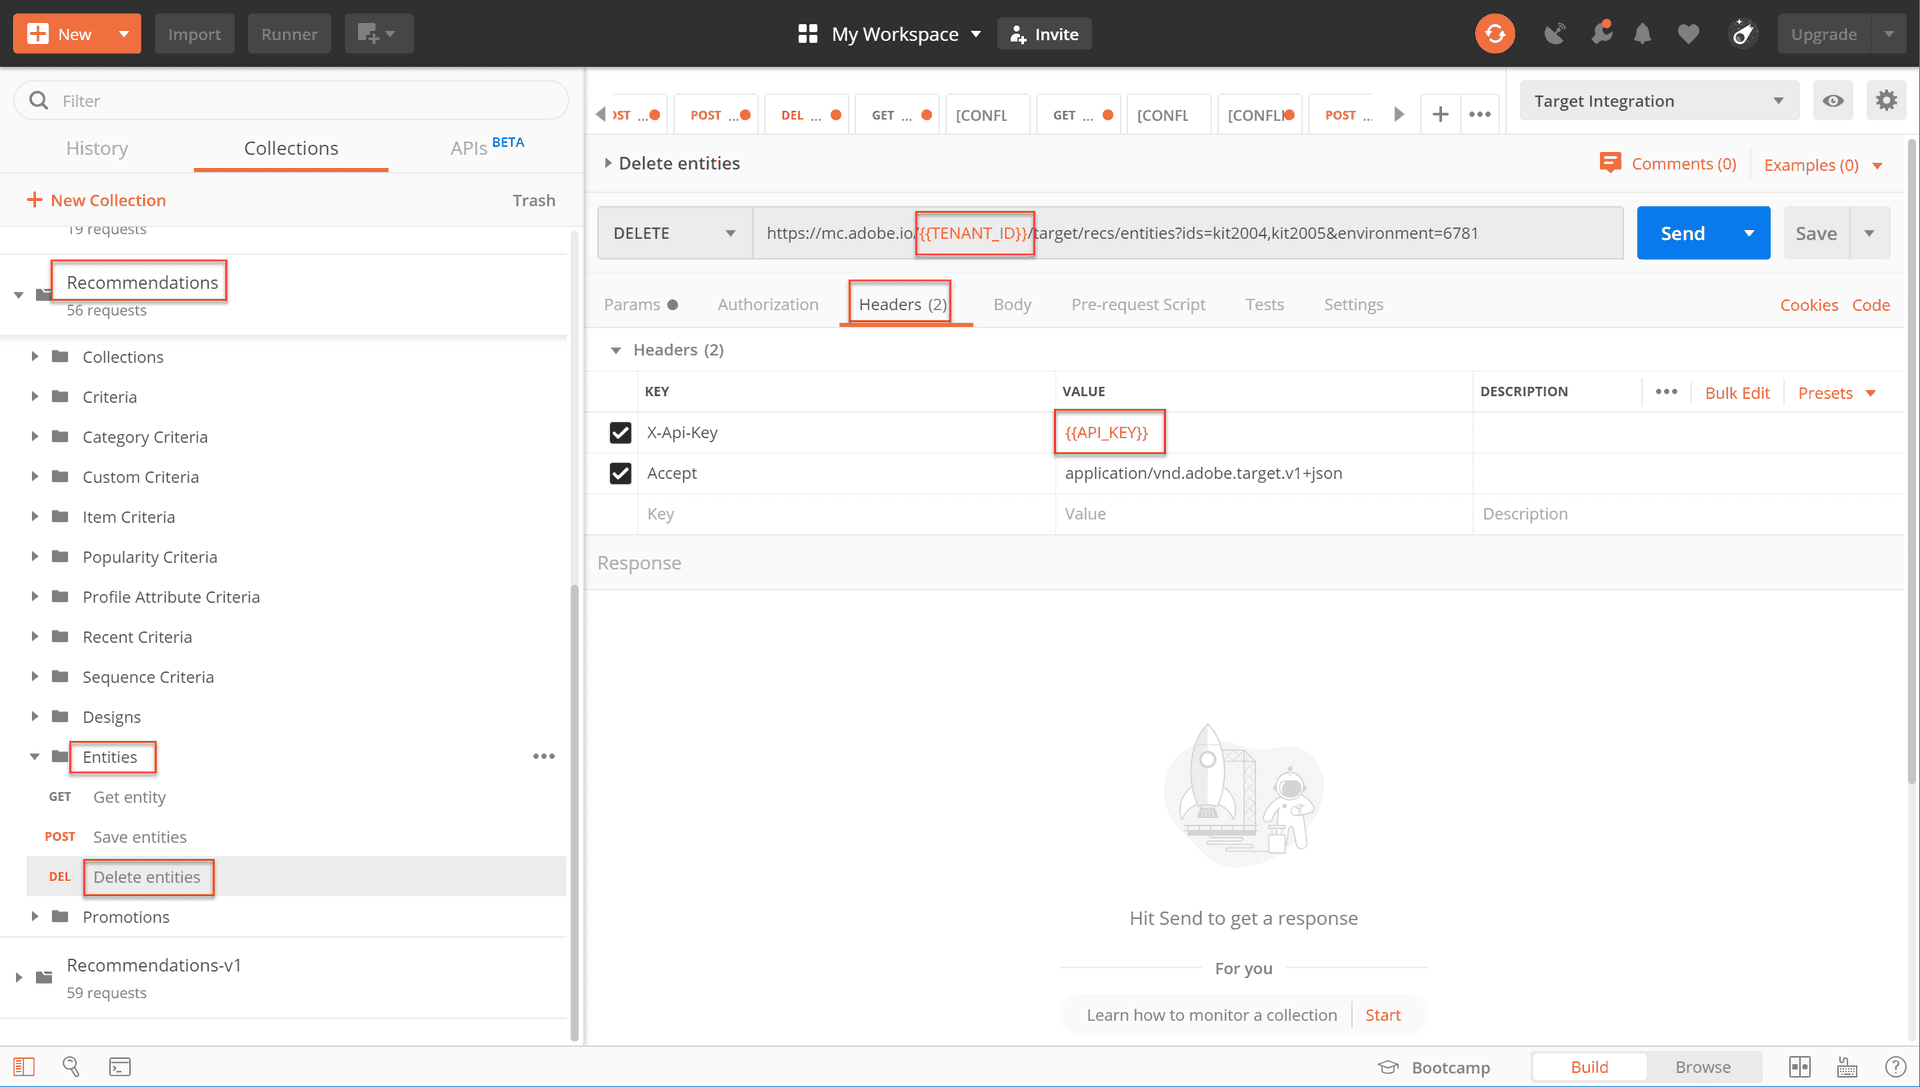 New
Import
Runner
My Workspace
Invite
Upgrade
Filter
History
Collections
APIs BETA
New Collection
Trash
19 requests
Recommendations
56 requests
Collections
Criteria
Category Criteria
Custom Criteria
Item Criteria
Popularity Criteria
Profile Attribute Criteria
Recent Criteria
Sequence Criteria
Designs
Entities
GET Get entity
POST Save entities
DEL Delete entities
Promotions
Recommendations-v1
59 requests
OST ...
POST ...
DEL ...
GET ...
[CONFL
GET ...
[CONFL
[CONFLI
POST ...
Target Integration
Delete entities
Comments (0)
Examples (0)
DELETE
https://mc.adobe.io/{{TENANT_ID}}/target/recs/entities?ids=kit2004,kit2005&environment=6781
Send
Save
Params
Authorization
Headers (2)
Body
Pre-request Script
Tests
Settings
Cookies
Code
Headers (2)
KEY
VALUE
DESCRIPTION
Bulk Edit
Presets
X-Api-Key
{{API_KEY}}
Accept
application/vnd.adobe.target.v1+json
Key
Value
Description
Response
Hit Send to get a response
For you
Learn how to monitor a collection
Start
Bootcamp
Build
Browse